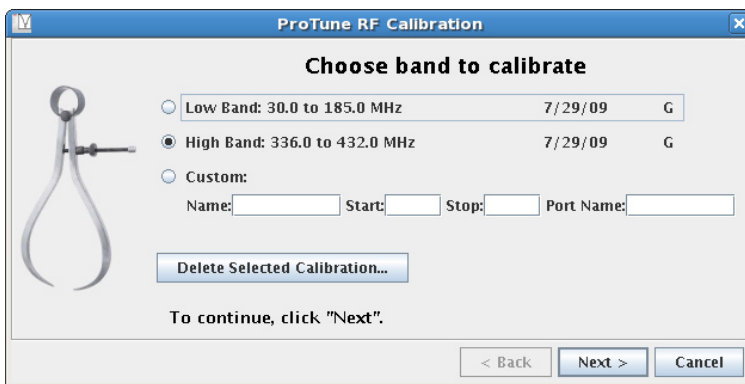 ProTune RF Calibration
Choose band to calibrate
Low Band: 30.0 to 185.0 MHz 7/29/09 G
High Band: 336.0 to 432.0 MHz 7/29/09 G
Custom:
Name: Start: Stop: Port Name:
Delete Selected Calibration...
To continue, click "Next".
< Back Next > Cancel